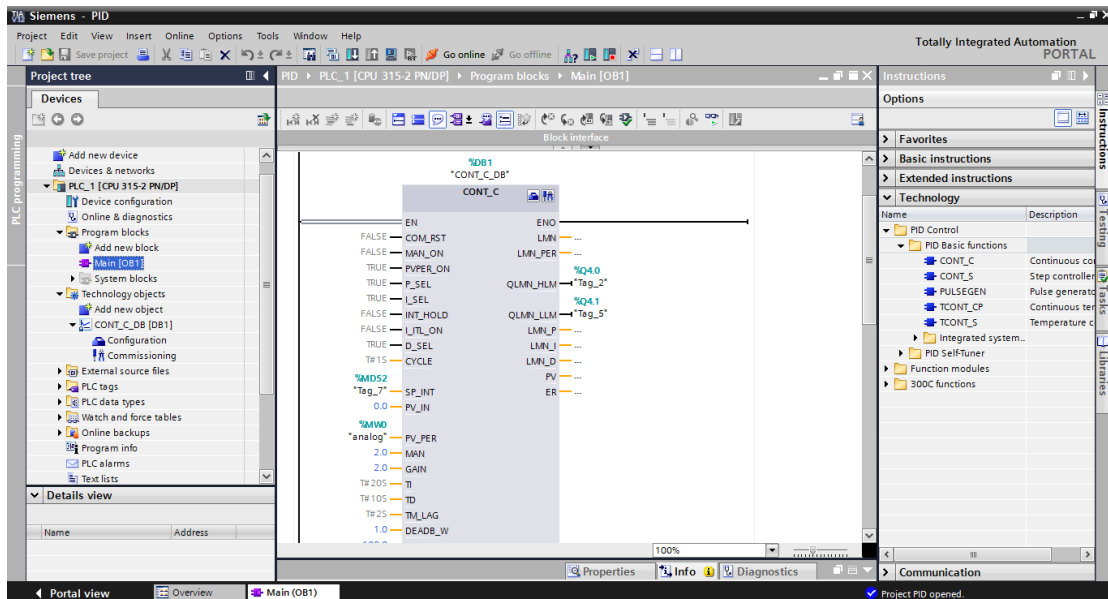 Siemens - PID
Project Edit View Insert Online Options Tools Window Help
Save project Go online Go offline
Totally Integrated Automation
PORTAL
Project tree
Devices
PLC programming
Add new device
Devices & networks
PLC_1 [CPU 315-2 PN/DP]
Device configuration
Online & diagnostics
Program blocks
Add new block
Main [OB1]
System blocks
Technology objects
Add new object
CONT_C_DB [DB1]
Configuration
Commissioning
External source files
PLC tags
PLC data types
Watch and force tables
Online backups
Program info
PLC alarms
Text lists
Details view
Name Address
PID PLC_1 [CPU 315-2 PN/DP] Program blocks Main [OB1]
Block interface
%DB1
"CONT_C_DB"
CONT_C
EN ENO
FALSE COM_RST LMN ...
FALSE MAN_ON LMN_PER ...
TRUE PVPER_ON %Q4.0
TRUE P_SEL QLMN_HLM "Tag_2"
TRUE I_SEL %Q4.1
FALSE INT_HOLD QLMN_LLM "Tag_5"
FALSE I_ITL_ON LMN_P ...
TRUE D_SEL LMN_I ...
T#1S CYCLE LMN_D ...
%MD52 PV ...
"Tag_7" SP_INT ER ...
0.0 PV_IN
%MW0
"analog" PV_PER
2.0 MAN
2.0 GAIN
T#20S TI
T#10S TD
T#2S TM_LAG
1.0 DEADB_W
100%
Properties Info Diagnostics
Instructions
Options
Favorites
Basic instructions
Extended instructions
Technology
Name Description
PID Control
PID Basic functions
CONT_C Continuous co
CONT_S Step controller
PULSEGEN Pulse generato
TCONT_CP Continuous te
TCONT_S Temperature c
Integrated system..
PID Self-Tuner
Function modules
300C functions
Communication
Instructions
Testing
Tasks
Libraries
Portal view Overview Main (OB1)
Project PID opened.